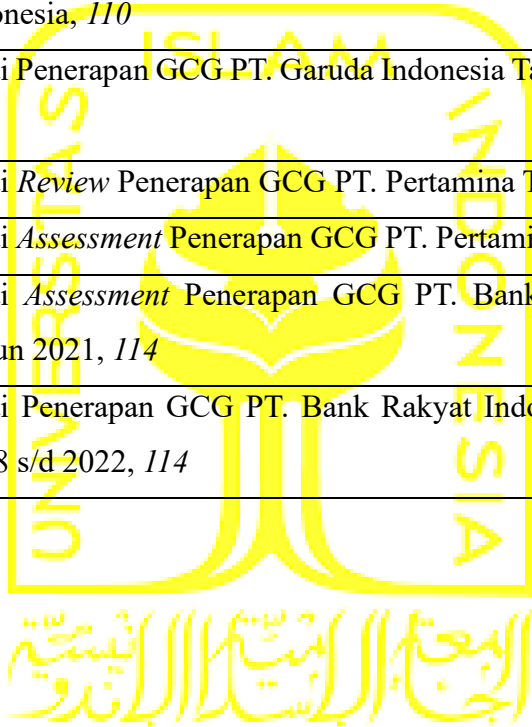 onesia, 110
ISLAM
i Penerapan GCG PT. Garuda Indonesia Ta
UNIVERSITAS
INDONESIA
i Review Penerapan GCG PT. Pertamina T
i Assessment Penerapan GCG PT. Pertami
i Assessment Penerapan GCG PT. Bank
un 2021, 114
i Penerapan GCG PT. Bank Rakyat Indo
8 s/d 2022, 114